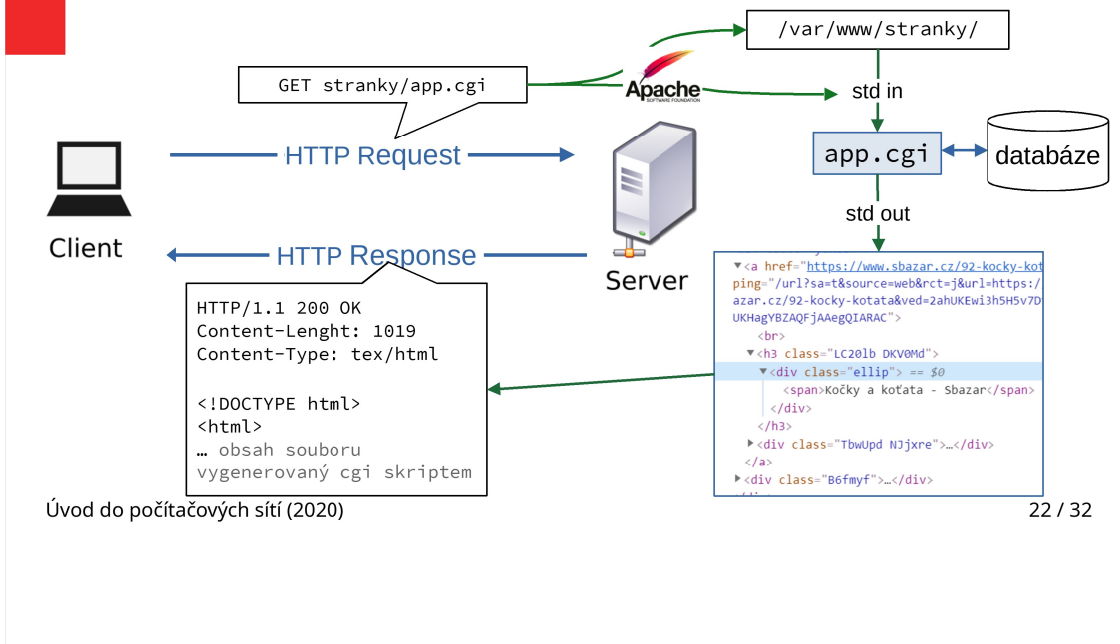 /var/www/stranky/
GET stranky/app.cgi
Apache
SOFTWARE FOUNDATION
std in
HTTP Request
app.cgi
databáze
std out
Client
HTTP Response
Server
HTTP/1.1 200 OK
Content-Lenght: 1019
Content-Type: tex/html
<!DOCTYPE html>
<html>
… obsah souboru
vygenerovaný cgi skriptem
▼<a href="https://www.sbazar.cz/92-kocky-kot
ping="/url?sa=t&source=web&rct=j&url=https:/
azar.cz/92-kocky-kotata&ved=2ahUKEwi3h5H5v7D
UKHagYBZAQFjAAegQIARAC">
<br>
▼<h3 class="LC20lb DKV0Md">
▼<div class="ellip"> == $0
<span>Kočky a koťata - Sbazar</span>
</div>
</h3>
▶<div class="TbwUpd NJjxre">…</div>
</a>
▶<div class="B6fmyf">…</div>
Úvod do počítačových sítí (2020)
22 / 32